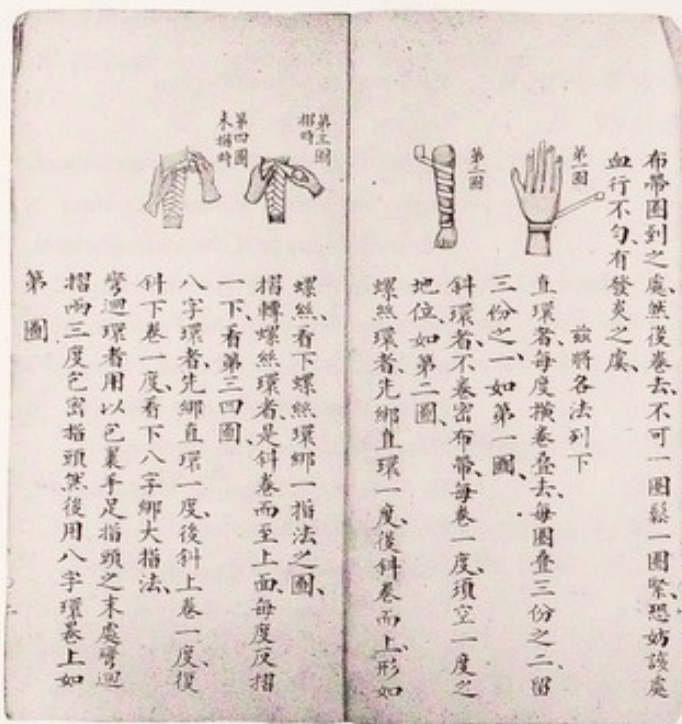 布帶圈到之處、然後卷去、不可一圈鬆一圈緊、恐妨該處
血行不勻、有發炎之虞、
茲將各法列下
第一圖
直環者、每度橫卷叠去、每圈叠三份之二、留
三份之一、如第一圖、
第二圖
斜環者、不卷密布帶、每卷一度、須空一度之
地位、如第二圖、
螺絲環者、先綁直環一度、後斜卷而上、形如
第三圖
摺時
螺絲、看下螺絲環綁一指法之圖、
第四圖
未摺時
摺轉螺絲環者、是斜卷而至上面、每度反摺
一下、看第三四圖、
八字環者、先綁直環一度、後斜上卷一度、復
斜下卷一度、看下八字綁大指法、
彎迴環者用以包裹手足指頭之末處彎迴
摺兩三度包密指頭然後用八字環卷上如
第圖